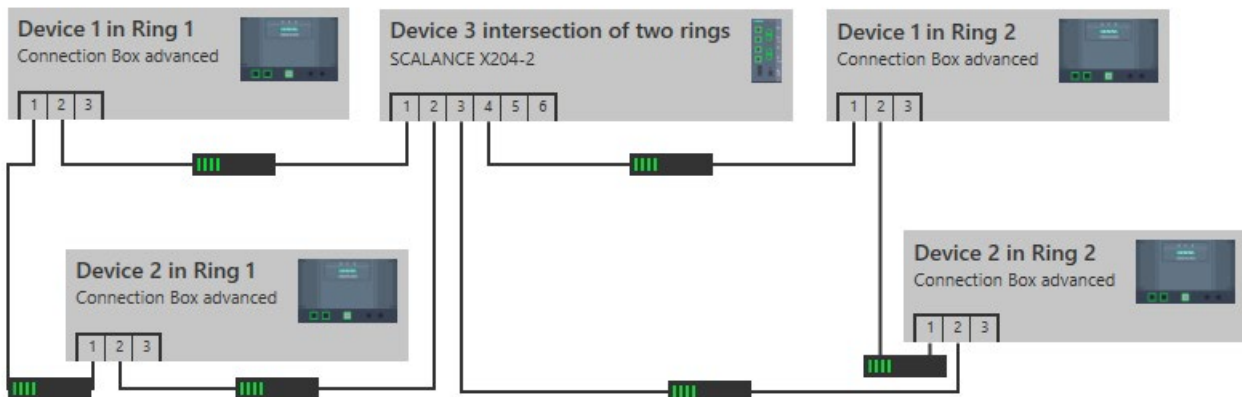 Device 1 in Ring 1
Connection Box advanced
1 2 3
Device 3 intersection of two rings
SCALANCE X204-2
1 2 3 4 5 6
Device 1 in Ring 2
Connection Box advanced
1 2 3
Device 2 in Ring 1
Connection Box advanced
1 2 3
Device 2 in Ring 2
Connection Box advanced
1 2 3